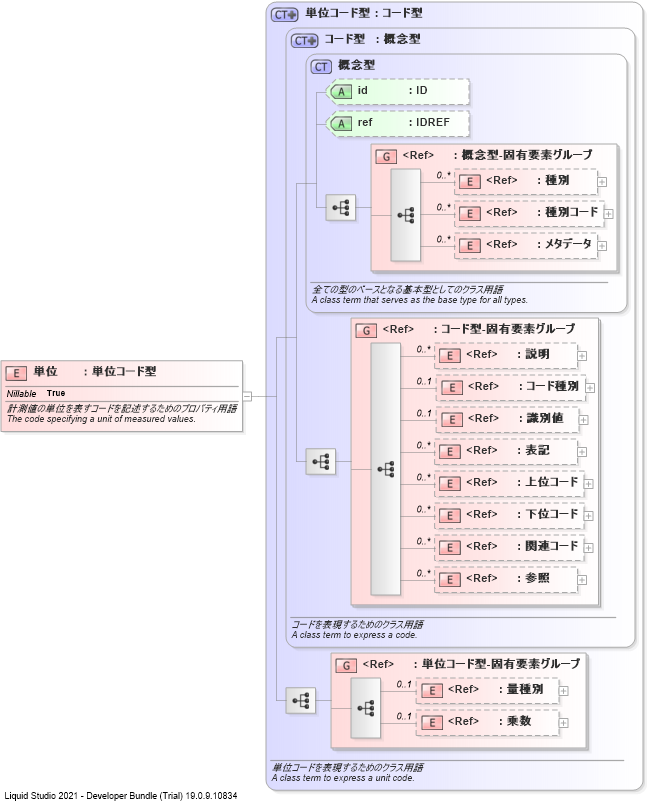 CT 単位コード型 : コード型
CT コード型 : 概念型
CT 概念型
A id : ID
A ref : IDREF
G <Ref> : 概念型-固有要素グループ
0..* E <Ref> : 種別
0..* E <Ref> : 種別コード
0..* E <Ref> : メタデータ
全ての型のベースとなる基本型としてのクラス用語
A class term that serves as the base type for all types.
G <Ref> : コード型-固有要素グループ
0..* E <Ref> : 説明
0..1 E <Ref> : コード種別
0..1 E <Ref> : 識別値
0..* E <Ref> : 表記
0..* E <Ref> : 上位コード
0..* E <Ref> : 下位コード
0..* E <Ref> : 関連コード
0..* E <Ref> : 参照
コードを表現するためのクラス用語
A class term to express a code.
E 単位 : 単位コード型
Nillable True
計測値の単位を表すコードを記述するためのプロパティ用語
The code specifying a unit of measured values.
G <Ref> : 単位コード型-固有要素グループ
0..1 E <Ref> : 量種別
0..1 E <Ref> : 乗数
単位コードを表現するためのクラス用語
A class term to express a unit code.
Liquid Studio 2021 - Developer Bundle (Trial) 19.0.9.10834